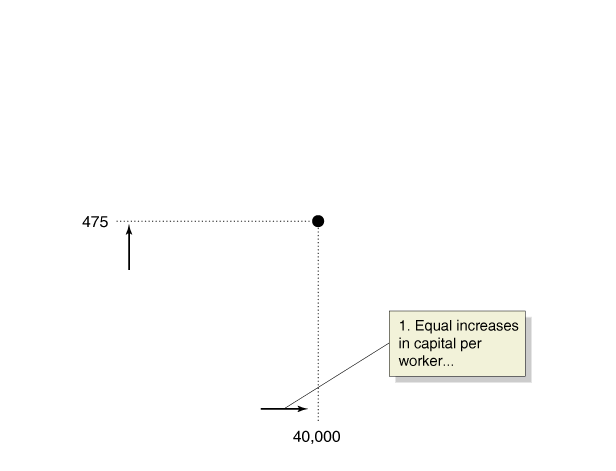 475
1. Equal increases
in capital per
worker...
40,000